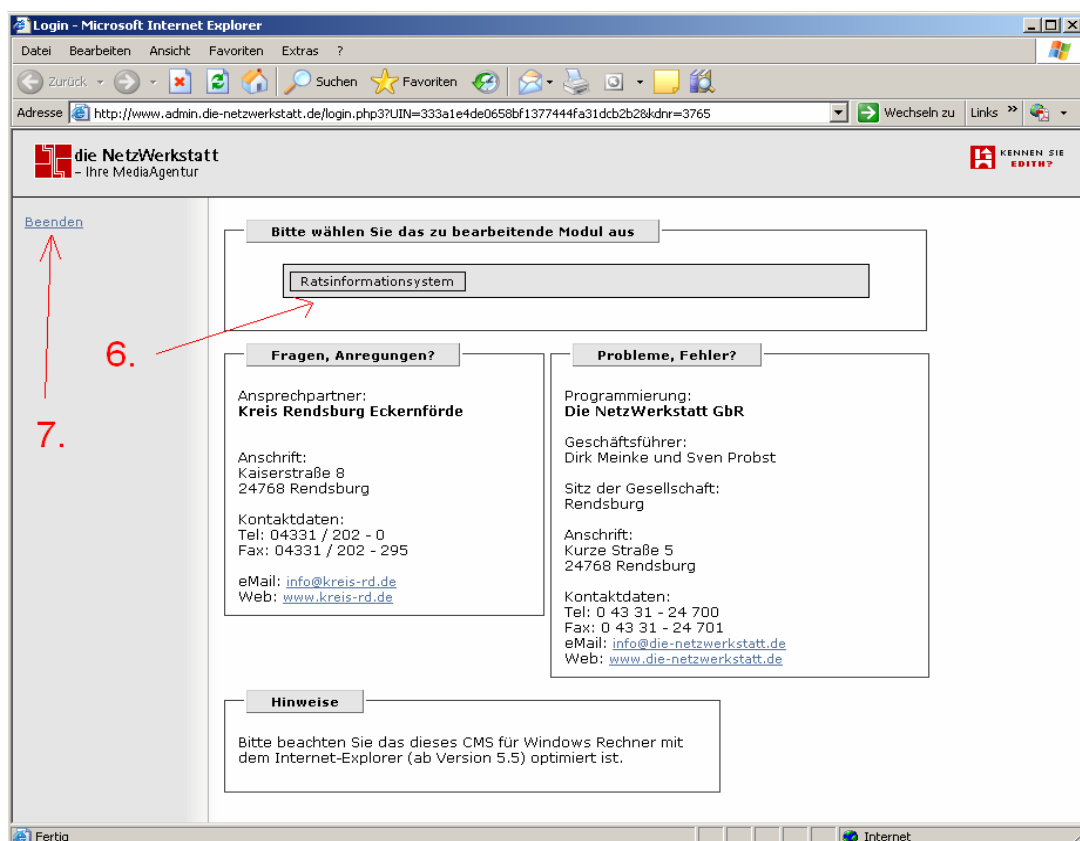 Login - Microsoft Internet Explorer
Datei Bearbeiten Ansicht Favoriten Extras ?
Zurück Suchen Favoriten
Adresse http://www.admin.die-netzwerkstatt.de/login.php3?UIN=333a1e4de0658bf1377444fa31dcb2b28&kdnr=3765 Wechseln zu Links »
die NetzWerkstatt
– Ihre MediaAgentur
KENNEN SIE
EDITH?
Beenden
Bitte wählen Sie das zu bearbeitende Modul aus
Ratsinformationsystem
6.
7.
Fragen, Anregungen?
Ansprechpartner:
Kreis Rendsburg Eckernförde
Anschrift:
Kaiserstraße 8
24768 Rendsburg
Kontaktdaten:
Tel: 04331 / 202 - 0
Fax: 04331 / 202 - 295
eMail: info@kreis-rd.de
Web: www.kreis-rd.de
Probleme, Fehler?
Programmierung:
Die NetzWerkstatt GbR
Geschäftsführer:
Dirk Meinke und Sven Probst
Sitz der Gesellschaft:
Rendsburg
Anschrift:
Kurze Straße 5
24768 Rendsburg
Kontaktdaten:
Tel: 0 43 31 - 24 700
Fax: 0 43 31 - 24 701
eMail: info@die-netzwerkstatt.de
Web: www.die-netzwerkstatt.de
Hinweise
Bitte beachten Sie das dieses CMS für Windows Rechner mit
dem Internet-Explorer (ab Version 5.5) optimiert ist.
Fertig Internet